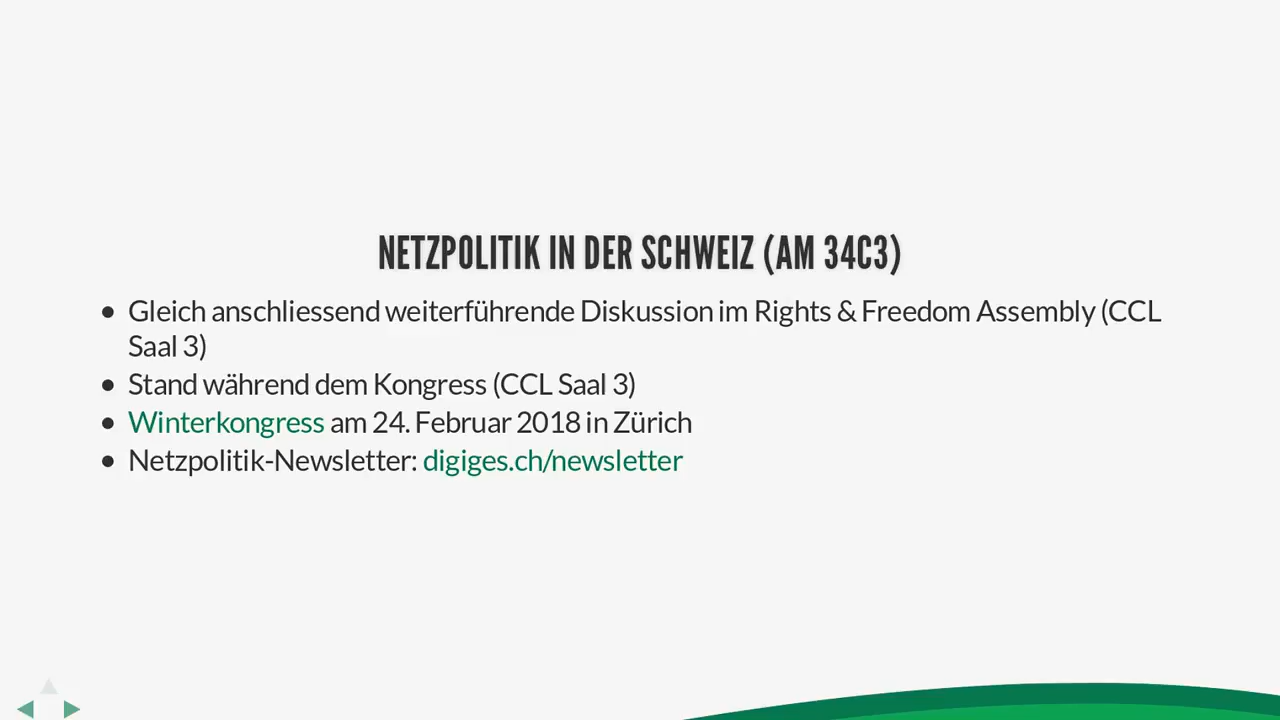 NETZPOLITIK IN DER SCHWEIZ (AM 34C3)
Gleich anschliessend weiterführende Diskussion im Rights & Freedom Assembly (CCL
Saal 3)
Stand während dem Kongress (CCL Saal 3)
Winterkongress am 24. Februar 2018 in Zürich
Netzpolitik-Newsletter: digiges.ch/newsletter